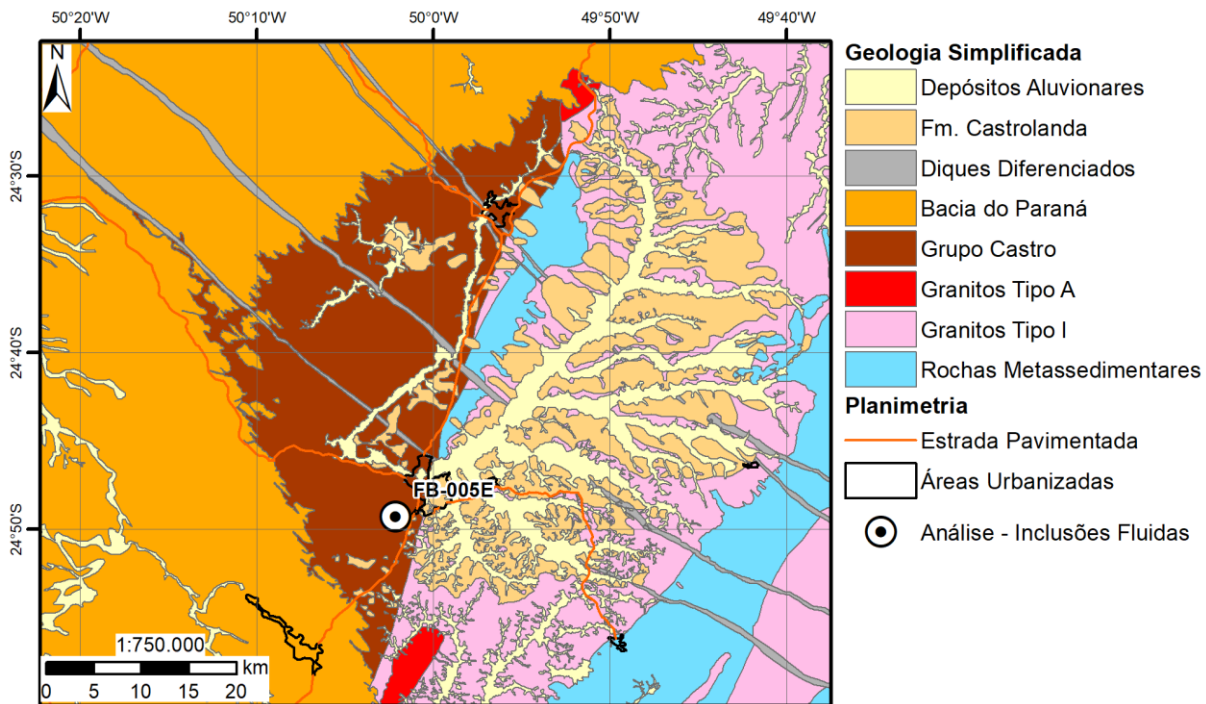 50°20'W 50°10'W 50°0'W 49°50'W 49°40'W
N
24°30'S
24°40'S
24°50'S
FB-005E
1:750.000
km
0 5 10 15 20
Geologia Simplificada
Depósitos Aluvionares
Fm. Castrolanda
Diques Diferenciados
Bacia do Paraná
Grupo Castro
Granitos Tipo A
Granitos Tipo I
Rochas Metassedimentares
Planimetria
Estrada Pavimentada
Áreas Urbanizadas
Análise - Inclusões Fluidas